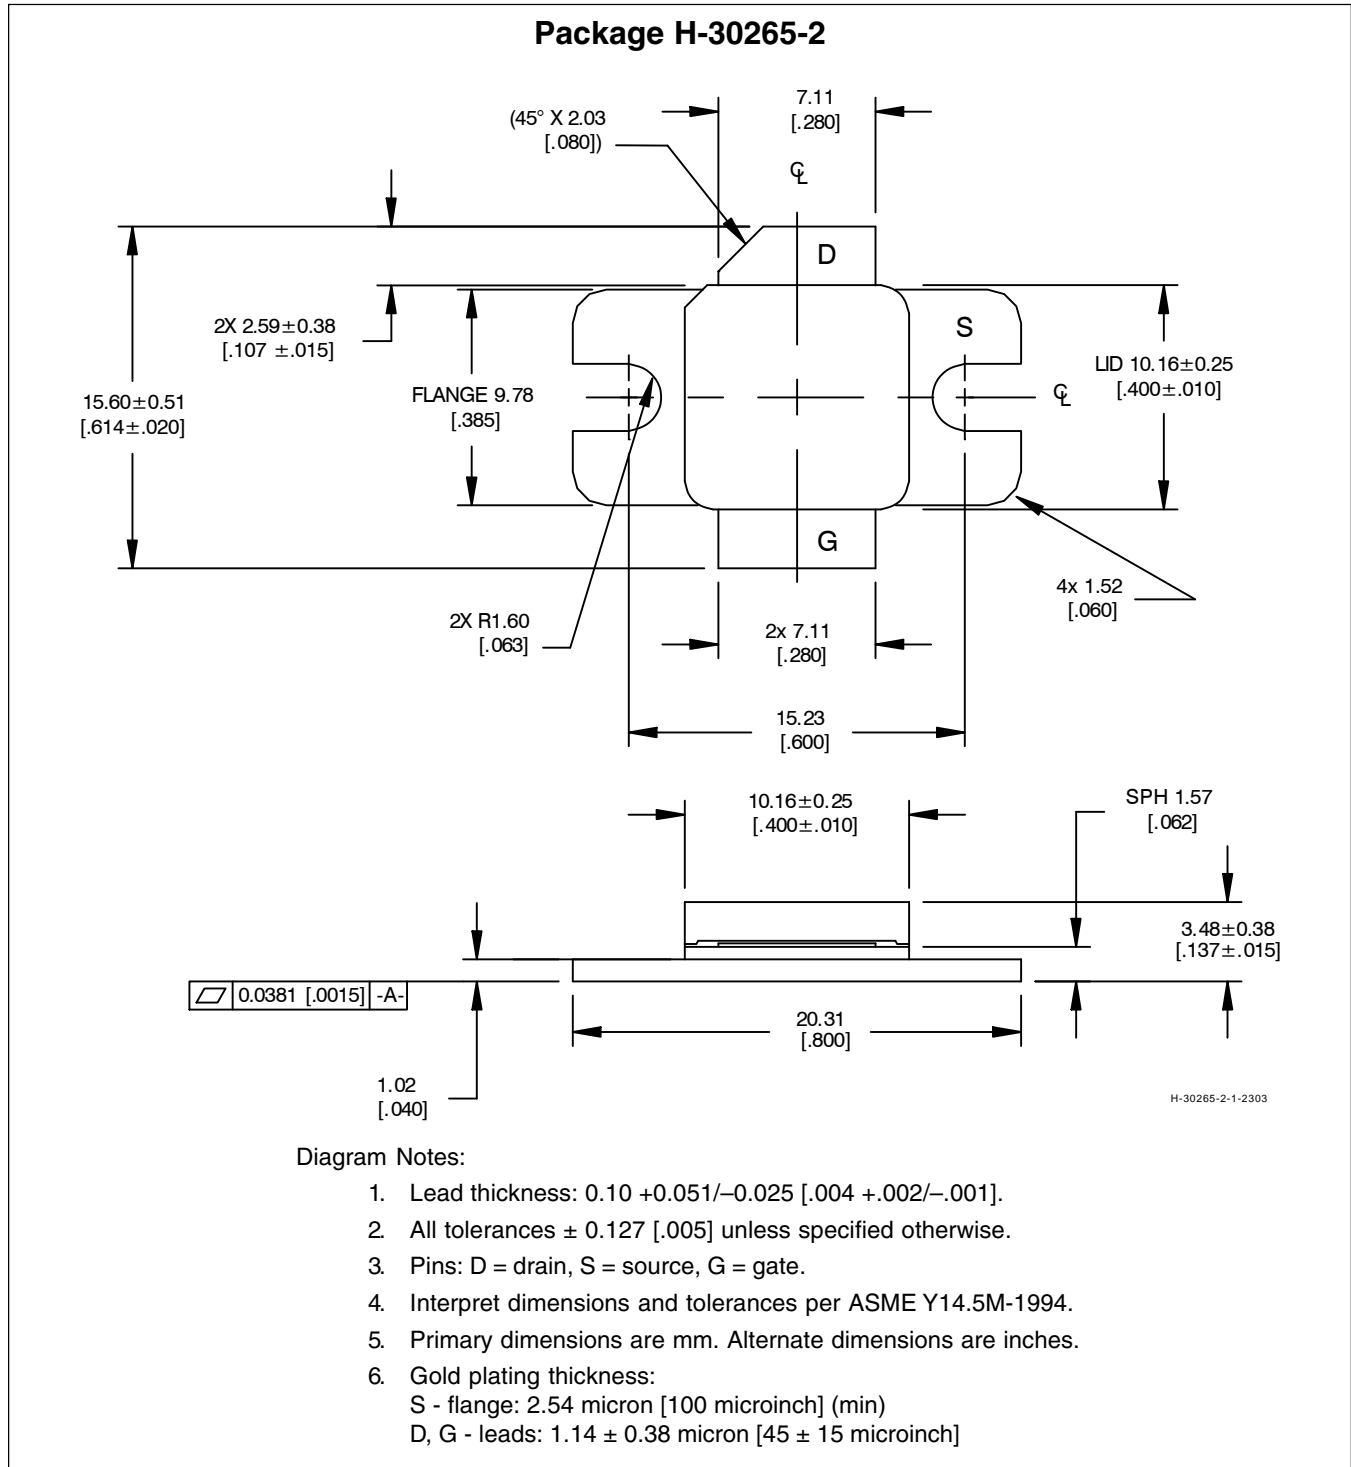 Package H-30265-2
7.11
[.280]
(45° X 2.03
[.080])
℄
D
S
2X 2.59±0.38
[.107 ±.015]
LID 10.16±0.25
[.400±.010]
℄
FLANGE 9.78
[.385]
15.60±0.51
[.614±.020]
G
4x 1.52
[.060]
2X R1.60
[.063]
2x 7.11
[.280]
15.23
[.600]
10.16±0.25
[.400±.010]
SPH 1.57
[.062]
3.48±0.38
[.137±.015]
⏥ 0.0381 [.0015] -A-
20.31
[.800]
1.02
[.040]
H-30265-2-1-2303
Diagram Notes:
1. Lead thickness: 0.10 +0.051/–0.025 [.004 +.002/–.001].
2. All tolerances ± 0.127 [.005] unless specified otherwise.
3. Pins: D = drain, S = source, G = gate.
4. Interpret dimensions and tolerances per ASME Y14.5M-1994.
5. Primary dimensions are mm. Alternate dimensions are inches.
6. Gold plating thickness:
S - flange: 2.54 micron [100 microinch] (min)
D, G - leads: 1.14 ± 0.38 micron [45 ± 15 microinch]